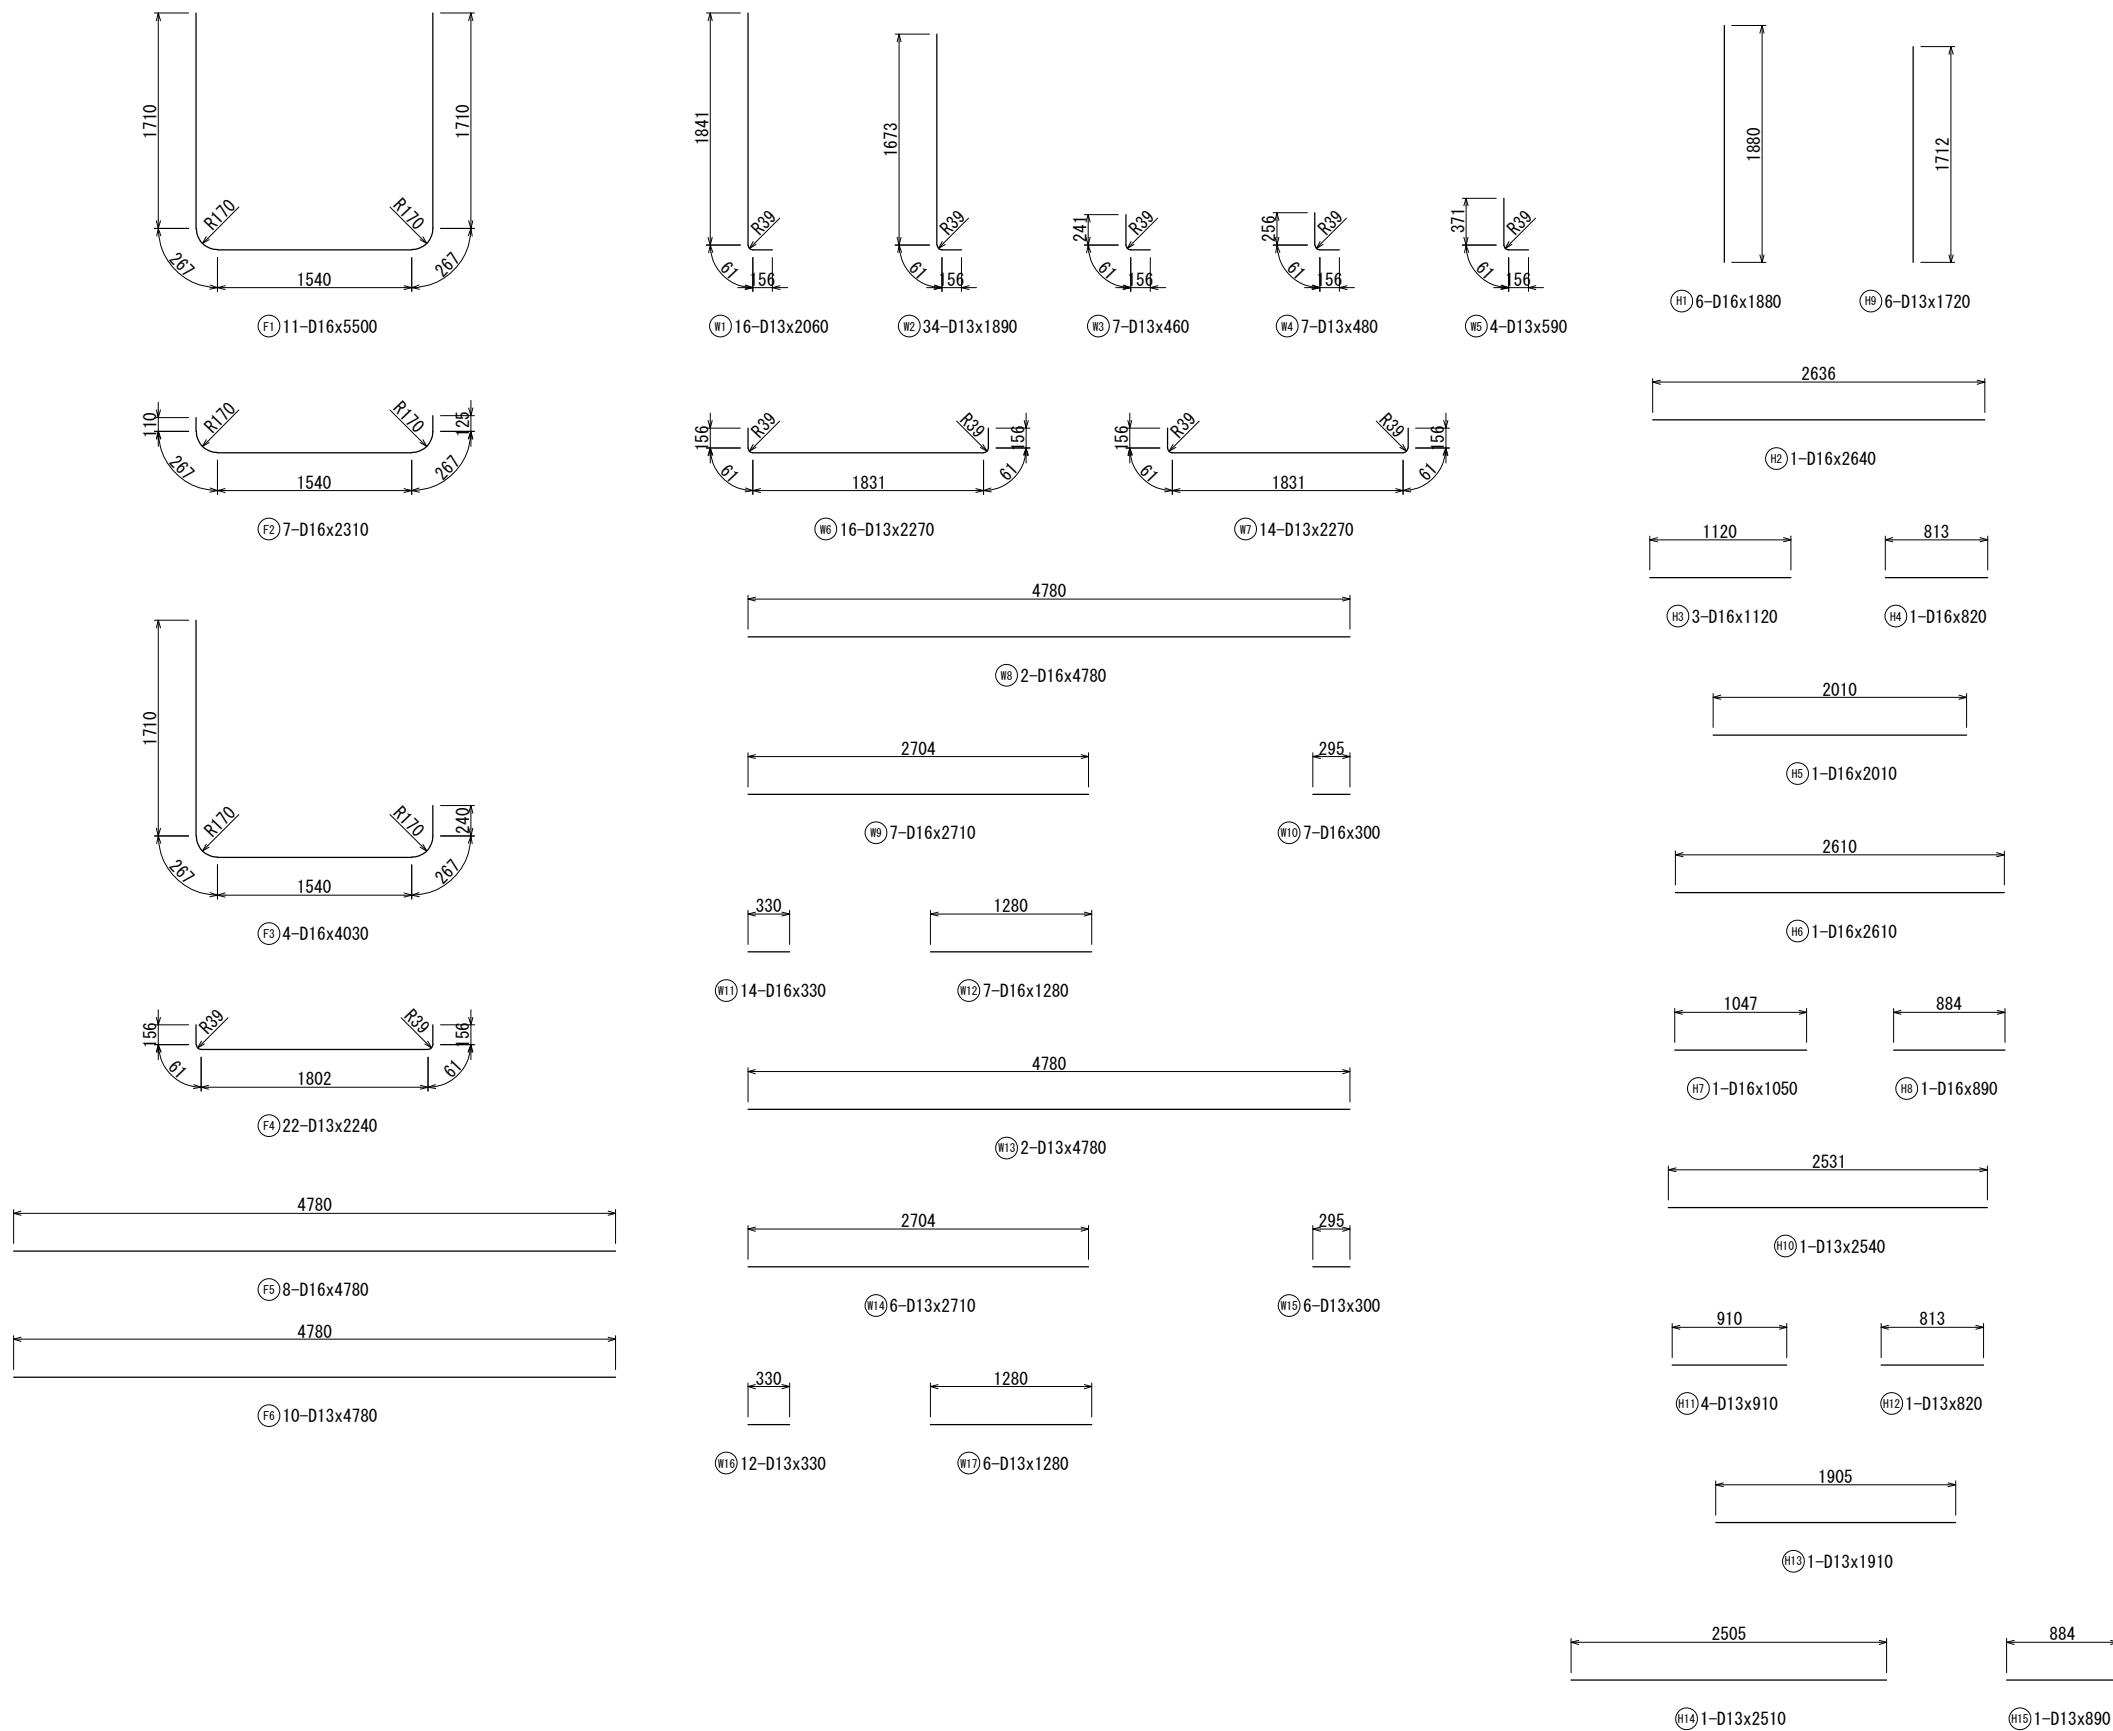 1710
1710
R170
R170
267
1540
267
F1 11-D16x5500
110
R170
R170
125
267
1540
267
F2 7-D16x2310
1710
R170
R170
240
267
1540
267
F3 4-D16x4030
156
R39
R39
156
61
1802
61
F4 22-D13x2240
4780
F5 8-D16x4780
4780
F6 10-D13x4780
1841
R39
61
156
W1 16-D13x2060
1673
R39
61
156
W2 34-D13x1890
241
R39
61
156
W3 7-D13x460
256
R39
61
156
W4 7-D13x480
371
R39
61
156
W5 4-D13x590
156
R39
R39
156
61
1831
61
W6 16-D13x2270
156
R39
R39
156
61
1831
61
W7 14-D13x2270
4780
W8 2-D16x4780
2704
W9 7-D16x2710
295
W10 7-D16x300
330
W11 14-D16x330
1280
W12 7-D16x1280
4780
W13 2-D13x4780
2704
W14 6-D13x2710
295
W15 6-D13x300
330
W16 12-D13x330
1280
W17 6-D13x1280
1880
H1 6-D16x1880
1712
H9 6-D13x1720
2636
H2 1-D16x2640
1120
H3 3-D16x1120
813
H4 1-D16x820
2010
H5 1-D16x2010
2610
H6 1-D16x2610
1047
H7 1-D16x1050
884
H8 1-D16x890
2531
H10 1-D13x2540
910
H11 4-D13x910
813
H12 1-D13x820
1905
H13 1-D13x1910
2505
H14 1-D13x2510
884
H15 1-D13x890